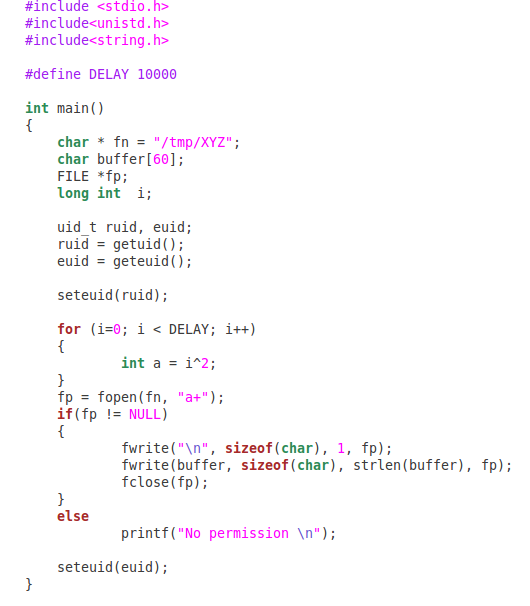 #include <stdio.h>
#include<unistd.h>
#include<string.h>

#define DELAY 10000

int main()
{
    char * fn = "/tmp/XYZ";
    char buffer[60];
    FILE *fp;
    long int  i;

    uid_t ruid, euid;
    ruid = getuid();
    euid = geteuid();

    seteuid(ruid);

    for (i=0; i < DELAY; i++)
    {
            int a = i^2;
    }
    fp = fopen(fn, "a+");
    if(fp != NULL)
    {
            fwrite("\n", sizeof(char), 1, fp);
            fwrite(buffer, sizeof(char), strlen(buffer), fp);
            fclose(fp);
    }
    else
            printf("No permission \n");

    seteuid(euid);
}